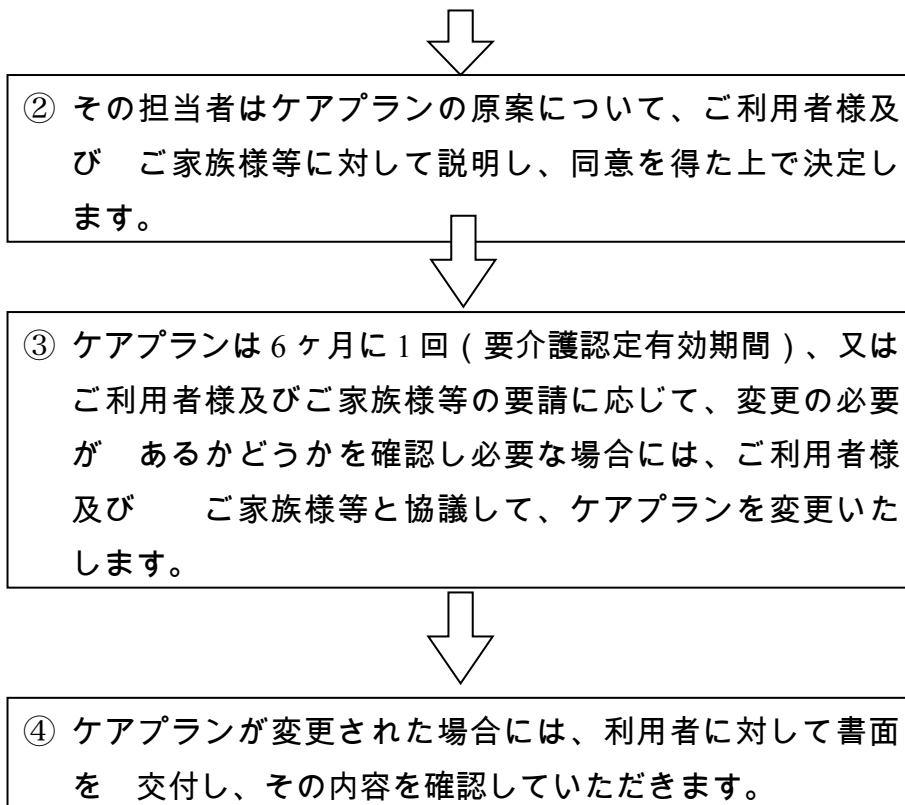 ② その担当者はケアプランの原案について、ご利用者様及
び　ご家族様等に対して説明し、同意を得た上で決定し
ます。
③ ケアプランは 6 ヶ月に 1 回（要介護認定有効期間）、又は
ご利用者様及びご家族様等の要請に応じて、変更の必要
が　あるかどうかを確認し必要な場合には、ご利用者様
及び　　ご家族様等と協議して、ケアプランを変更いた
します。
④ ケアプランが変更された場合には、利用者に対して書面
を　交付し、その内容を確認していただきます。